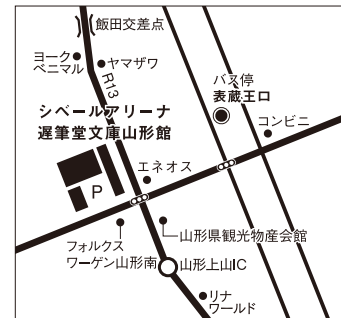 飯田交差点
ヨーク
ベニマル
ヤマザワ
R13
バス停
表蔵王口
シベールアリーナ
遅筆堂文庫山形館
コンビニ
エネオス
P
フォルクス
ワーゲン山形南
山形県観光物産会館
山形上山IC
リナ
ワールド